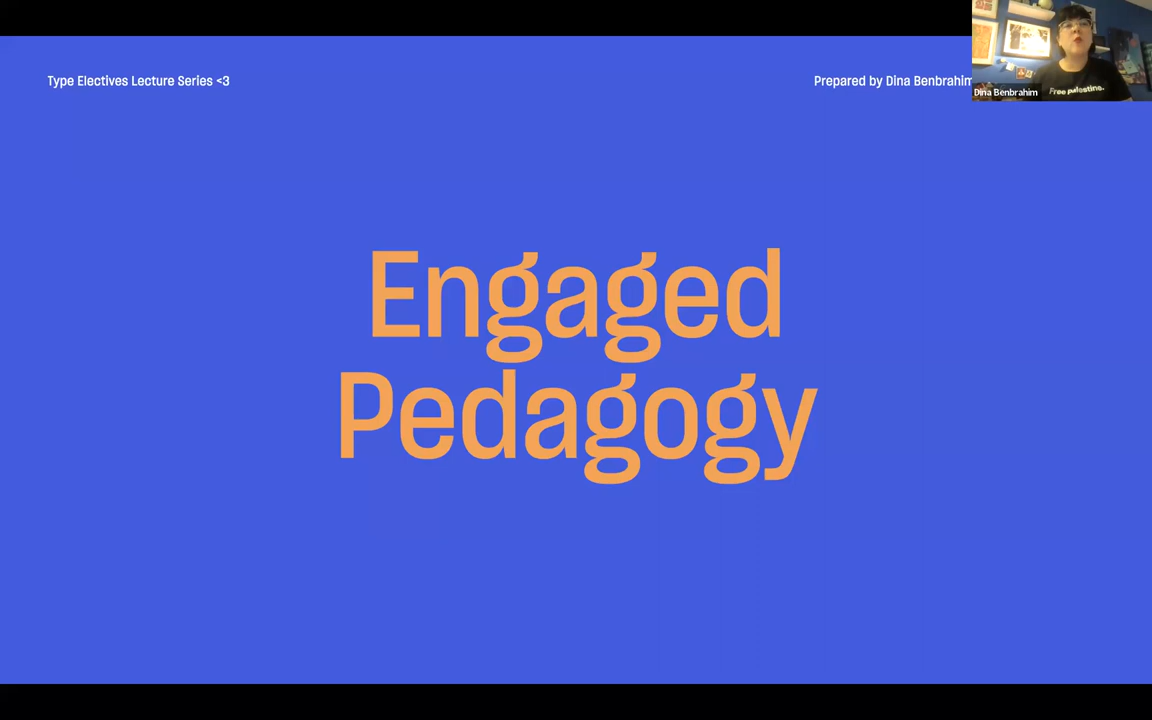 Type Electives Lecture Series <3
Prepared by Dina Benbrahim
Dina Benbrahim
Free palestine.
Engaged
Pedagogy